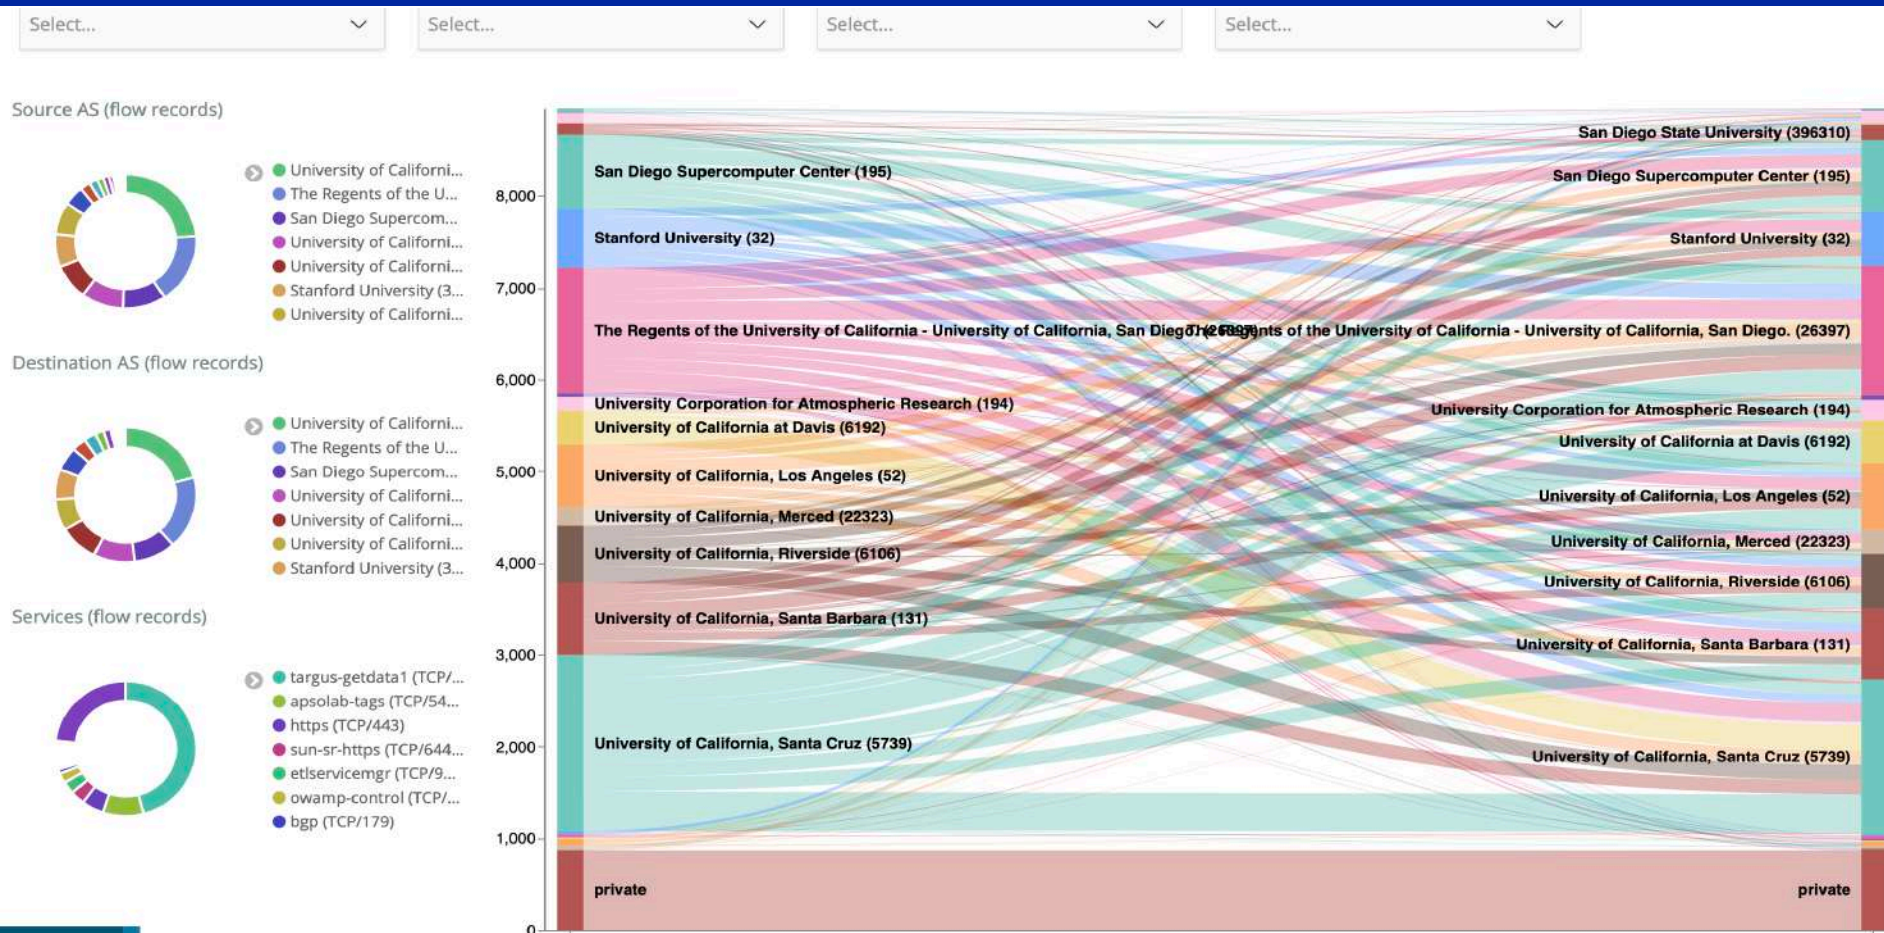 Select...
Select...
Select...
Select...
Source AS (flow records)
University of Californi...
The Regents of the U...
San Diego Supercom...
University of Californi...
University of Californi...
Stanford University (3...
University of Californi...
Destination AS (flow records)
University of Californi...
The Regents of the U...
San Diego Supercom...
University of Californi...
University of Californi...
University of Californi...
Stanford University (3...
Services (flow records)
targus-getdata1 (TCP/...
apsolab-tags (TCP/54...
https (TCP/443)
sun-sr-https (TCP/644...
etlservicemgr (TCP/9...
owamp-control (TCP/...
bgp (TCP/179)
8,000
7,000
6,000
5,000
4,000
3,000
2,000
1,000
0
San Diego Supercomputer Center (195)
Stanford University (32)
The Regents of the University of California - University of California, San Diego. (26397)
University Corporation for Atmospheric Research (194)
University of California at Davis (6192)
University of California, Los Angeles (52)
University of California, Merced (22323)
University of California, Riverside (6106)
University of California, Santa Barbara (131)
University of California, Santa Cruz (5739)
private
San Diego State University (396310)
San Diego Supercomputer Center (195)
Stanford University (32)
The Regents of the University of California - University of California, San Diego. (26397)
University Corporation for Atmospheric Research (194)
University of California at Davis (6192)
University of California, Los Angeles (52)
University of California, Merced (22323)
University of California, Riverside (6106)
University of California, Santa Barbara (131)
University of California, Santa Cruz (5739)
private